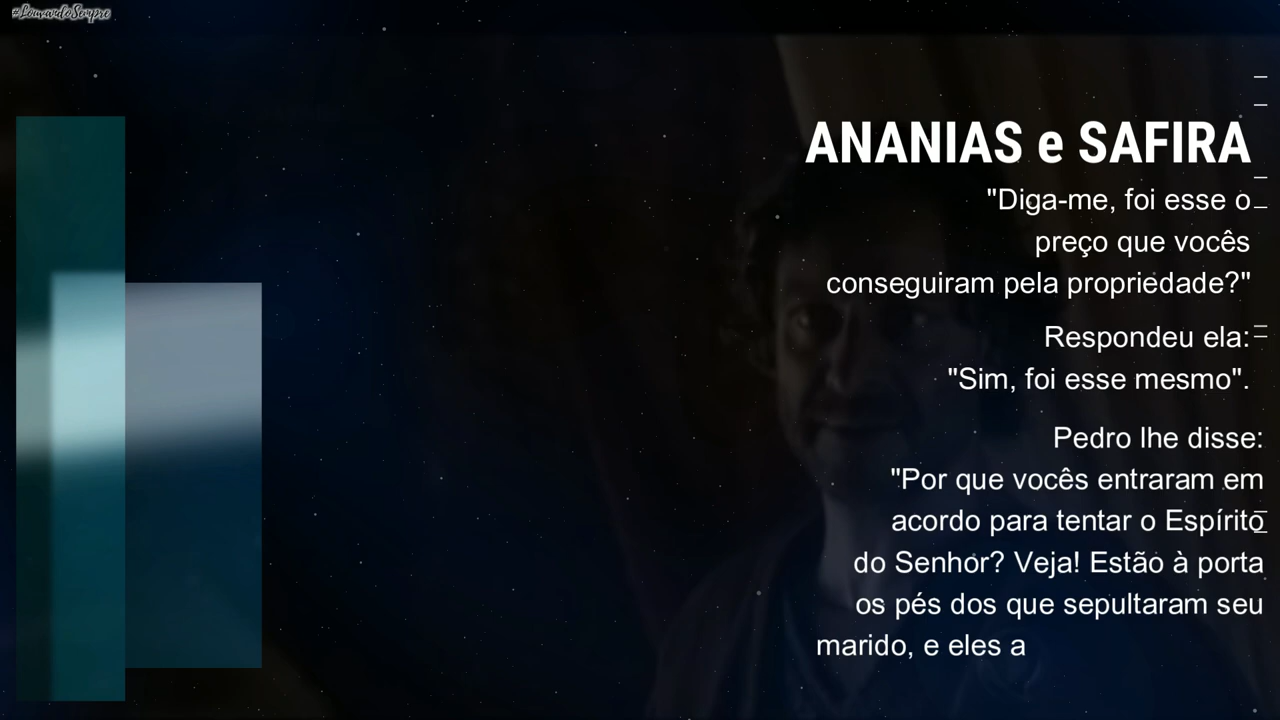 #LouvandoSempre
ANANIAS e SAFIRA
"Diga-me, foi esse o
preço que vocês
conseguiram pela propriedade?"
Respondeu ela:
"Sim, foi esse mesmo".
Pedro lhe disse:
"Por que vocês entraram em
acordo para tentar o Espírito
do Senhor? Veja! Estão à porta
os pés dos que sepultaram seu
marido, e eles a